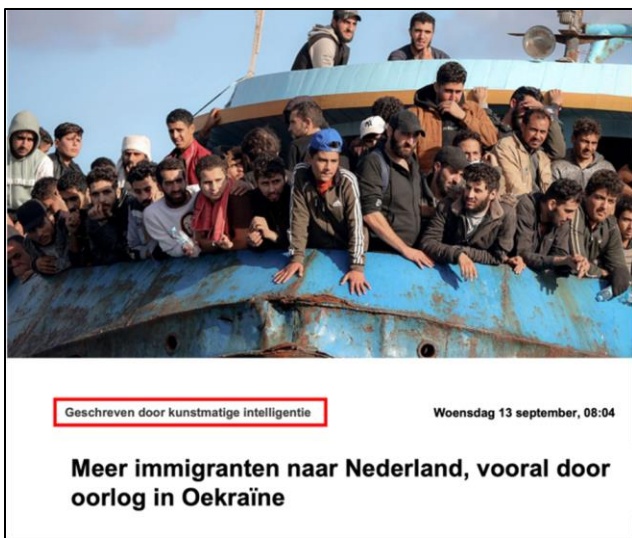 Geschreven door kunstmatige intelligentie
Woensdag 13 september, 08:04
Meer immigranten naar Nederland, vooral door
oorlog in Oekraïne